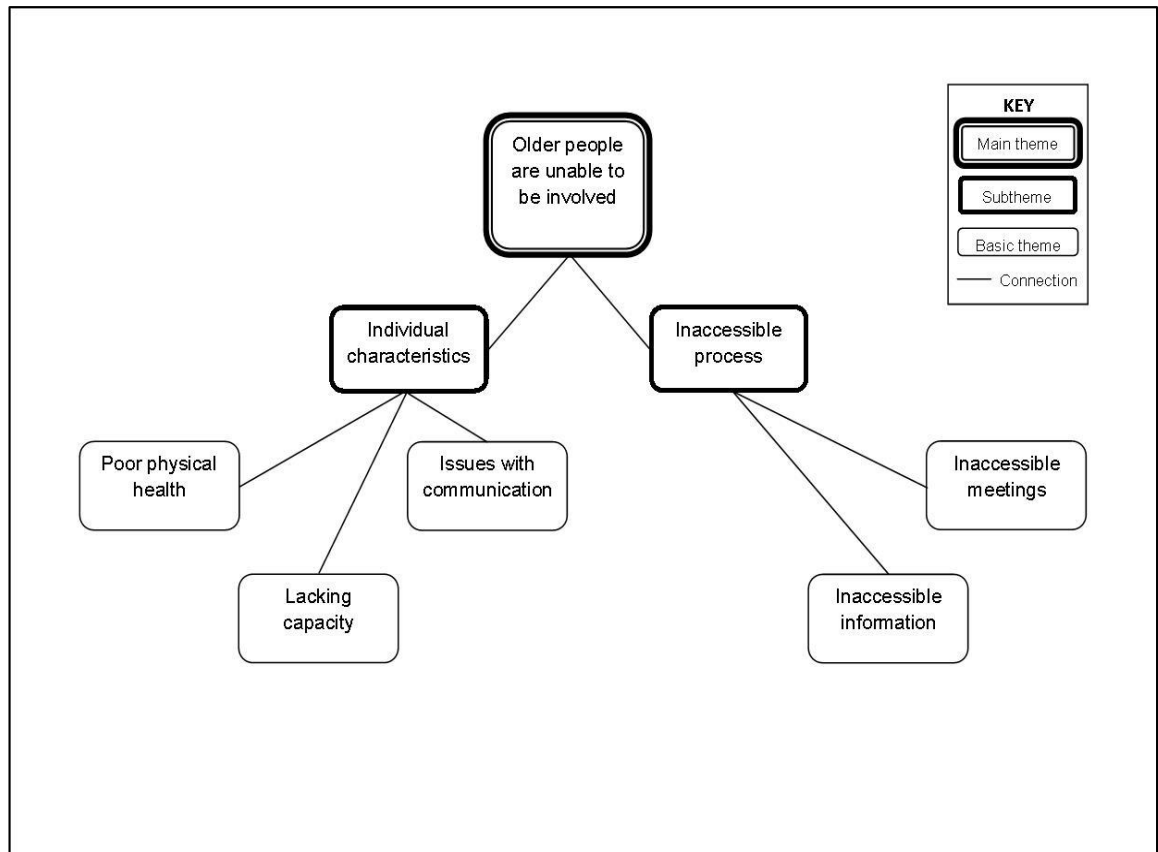 KEY
Main theme
Subtheme
Basic theme
Connection
Older people
are unable to
be involved
Individual
characteristics
Inaccessible
process
Poor physical
health
Issues with
communication
Inaccessible
meetings
Lacking
capacity
Inaccessible
information